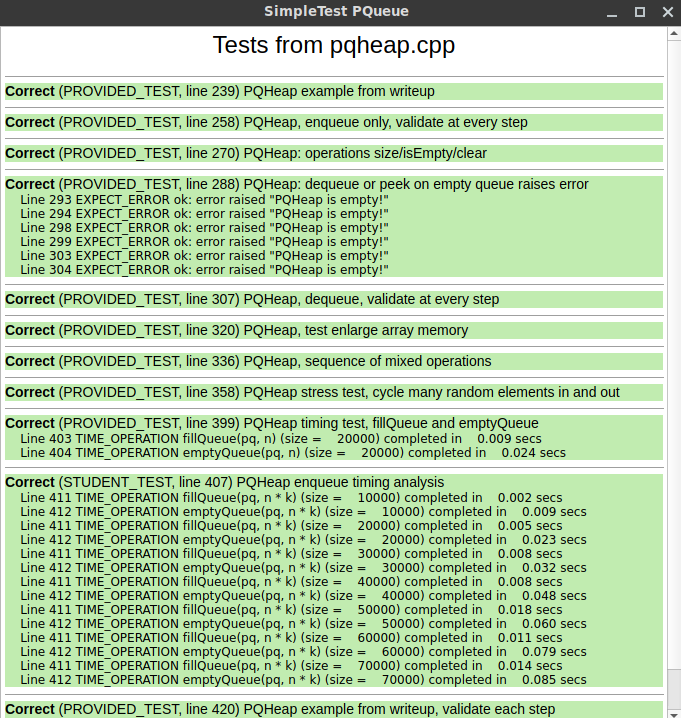 SimpleTest PQueue
Tests from pqheap.cpp
Correct (PROVIDED_TEST, line 239) PQHeap example from writeup
Correct (PROVIDED_TEST, line 258) PQHeap, enqueue only, validate at every step
Correct (PROVIDED_TEST, line 270) PQHeap: operations size/isEmpty/clear
Correct (PROVIDED_TEST, line 288) PQHeap: dequeue or peek on empty queue raises error
Line 293 EXPECT_ERROR ok: error raised "PQHeap is empty!"
Line 294 EXPECT_ERROR ok: error raised "PQHeap is empty!"
Line 298 EXPECT_ERROR ok: error raised "PQHeap is empty!"
Line 299 EXPECT_ERROR ok: error raised "PQHeap is empty!"
Line 303 EXPECT_ERROR ok: error raised "PQHeap is empty!"
Line 304 EXPECT_ERROR ok: error raised "PQHeap is empty!"
Correct (PROVIDED_TEST, line 307) PQHeap, dequeue, validate at every step
Correct (PROVIDED_TEST, line 320) PQHeap, test enlarge array memory
Correct (PROVIDED_TEST, line 336) PQHeap, sequence of mixed operations
Correct (PROVIDED_TEST, line 358) PQHeap stress test, cycle many random elements in and out
Correct (PROVIDED_TEST, line 399) PQHeap timing test, fillQueue and emptyQueue
Line 403 TIME_OPERATION fillQueue(pq, n) (size = 20000) completed in 0.009 secs
Line 404 TIME_OPERATION emptyQueue(pq, n) (size = 20000) completed in 0.024 secs
Correct (STUDENT_TEST, line 407) PQHeap enqueue timing analysis
Line 411 TIME_OPERATION fillQueue(pq, n * k) (size = 10000) completed in 0.002 secs
Line 412 TIME_OPERATION emptyQueue(pq, n * k) (size = 10000) completed in 0.009 secs
Line 411 TIME_OPERATION fillQueue(pq, n * k) (size = 20000) completed in 0.005 secs
Line 412 TIME_OPERATION emptyQueue(pq, n * k) (size = 20000) completed in 0.023 secs
Line 411 TIME_OPERATION fillQueue(pq, n * k) (size = 30000) completed in 0.008 secs
Line 412 TIME_OPERATION emptyQueue(pq, n * k) (size = 30000) completed in 0.032 secs
Line 411 TIME_OPERATION fillQueue(pq, n * k) (size = 40000) completed in 0.008 secs
Line 412 TIME_OPERATION emptyQueue(pq, n * k) (size = 40000) completed in 0.048 secs
Line 411 TIME_OPERATION fillQueue(pq, n * k) (size = 50000) completed in 0.018 secs
Line 412 TIME_OPERATION emptyQueue(pq, n * k) (size = 50000) completed in 0.060 secs
Line 411 TIME_OPERATION fillQueue(pq, n * k) (size = 60000) completed in 0.011 secs
Line 412 TIME_OPERATION emptyQueue(pq, n * k) (size = 60000) completed in 0.079 secs
Line 411 TIME_OPERATION fillQueue(pq, n * k) (size = 70000) completed in 0.014 secs
Line 412 TIME_OPERATION emptyQueue(pq, n * k) (size = 70000) completed in 0.085 secs
Correct (PROVIDED_TEST, line 420) PQHeap example from writeup, validate each step